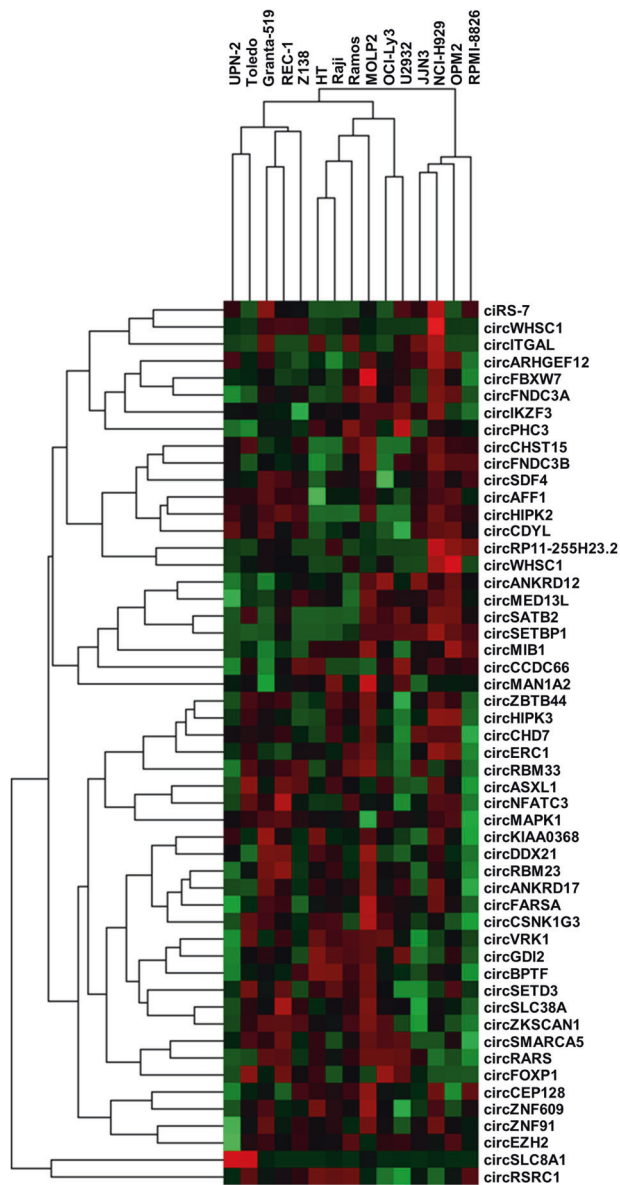 UPN-2
Toledo
Granta-519
REC-1
Z138
HT
Raji
Ramos
MOLP2
OCI-Ly3
U2932
JJN3
NCI-H929
OPM2
RPMI-8826
ciRS-7
circWHSC1
circITGAL
circARHGEF12
circFBXW7
circFNDC3A
circIKZF3
circPHC3
circCHST15
circFNDC3B
circSDF4
circAFF1
circHIPK2
circCDYL
circRP11-255H23.2
circWHSC1
circANKRD12
circMED13L
circSATB2
circSETBP1
circMIB1
circCCDC66
circMAN1A2
circZBTB44
circHIPK3
circCHD7
circERC1
circRBM33
circASXL1
circNFATC3
circMAPK1
circKIAA0368
circDDX21
circRBM23
circANKRD17
circFARSA
circCSNK1G3
circVRK1
circGDI2
circBPTF
circSETD3
circSLC38A
circZKSCAN1
circSMARCA5
circRARS
circFOXP1
circCEP128
circZNF609
circZNF91
circEZH2
circSLC8A1
circRSRC1